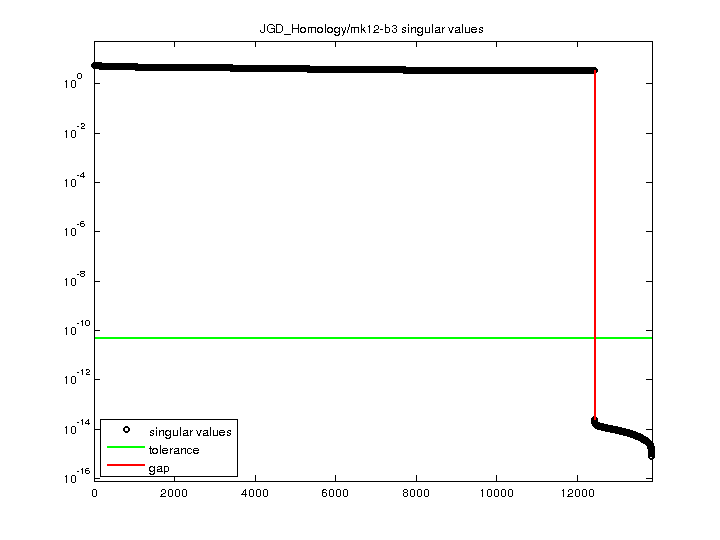 JGD_Homology/mk12-b3 singular values
10^0
10^-2
10^-4
10^-6
10^-8
10^-10
10^-12
10^-14
10^-16
singular values
tolerance
gap
0 2000 4000 6000 8000 10000 12000